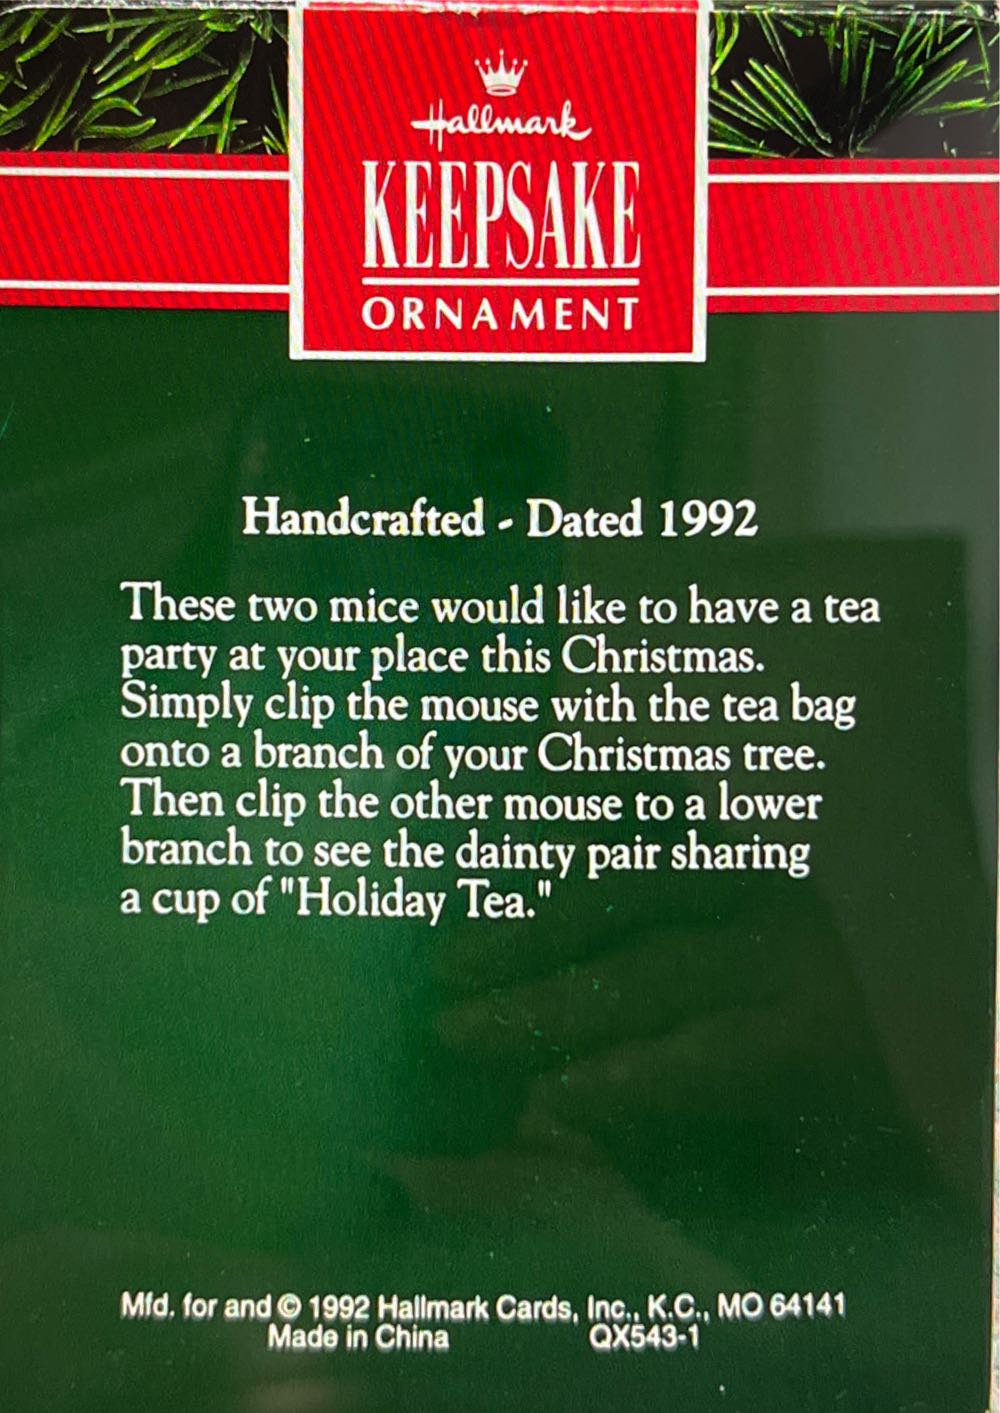 Hallmark
KEEPSAKE
ORNAMENT
Handcrafted - Dated 1992
These two mice would like to have a tea
party at your place this Christmas.
Simply clip the mouse with the tea bag
onto a branch of your Christmas tree.
Then clip the other mouse to a lower
branch to see the dainty pair sharing
a cup of "Holiday Tea."
Mfd. for and © 1992 Hallmark Cards, Inc., K.C., MO 64141
Made in China QX543-1